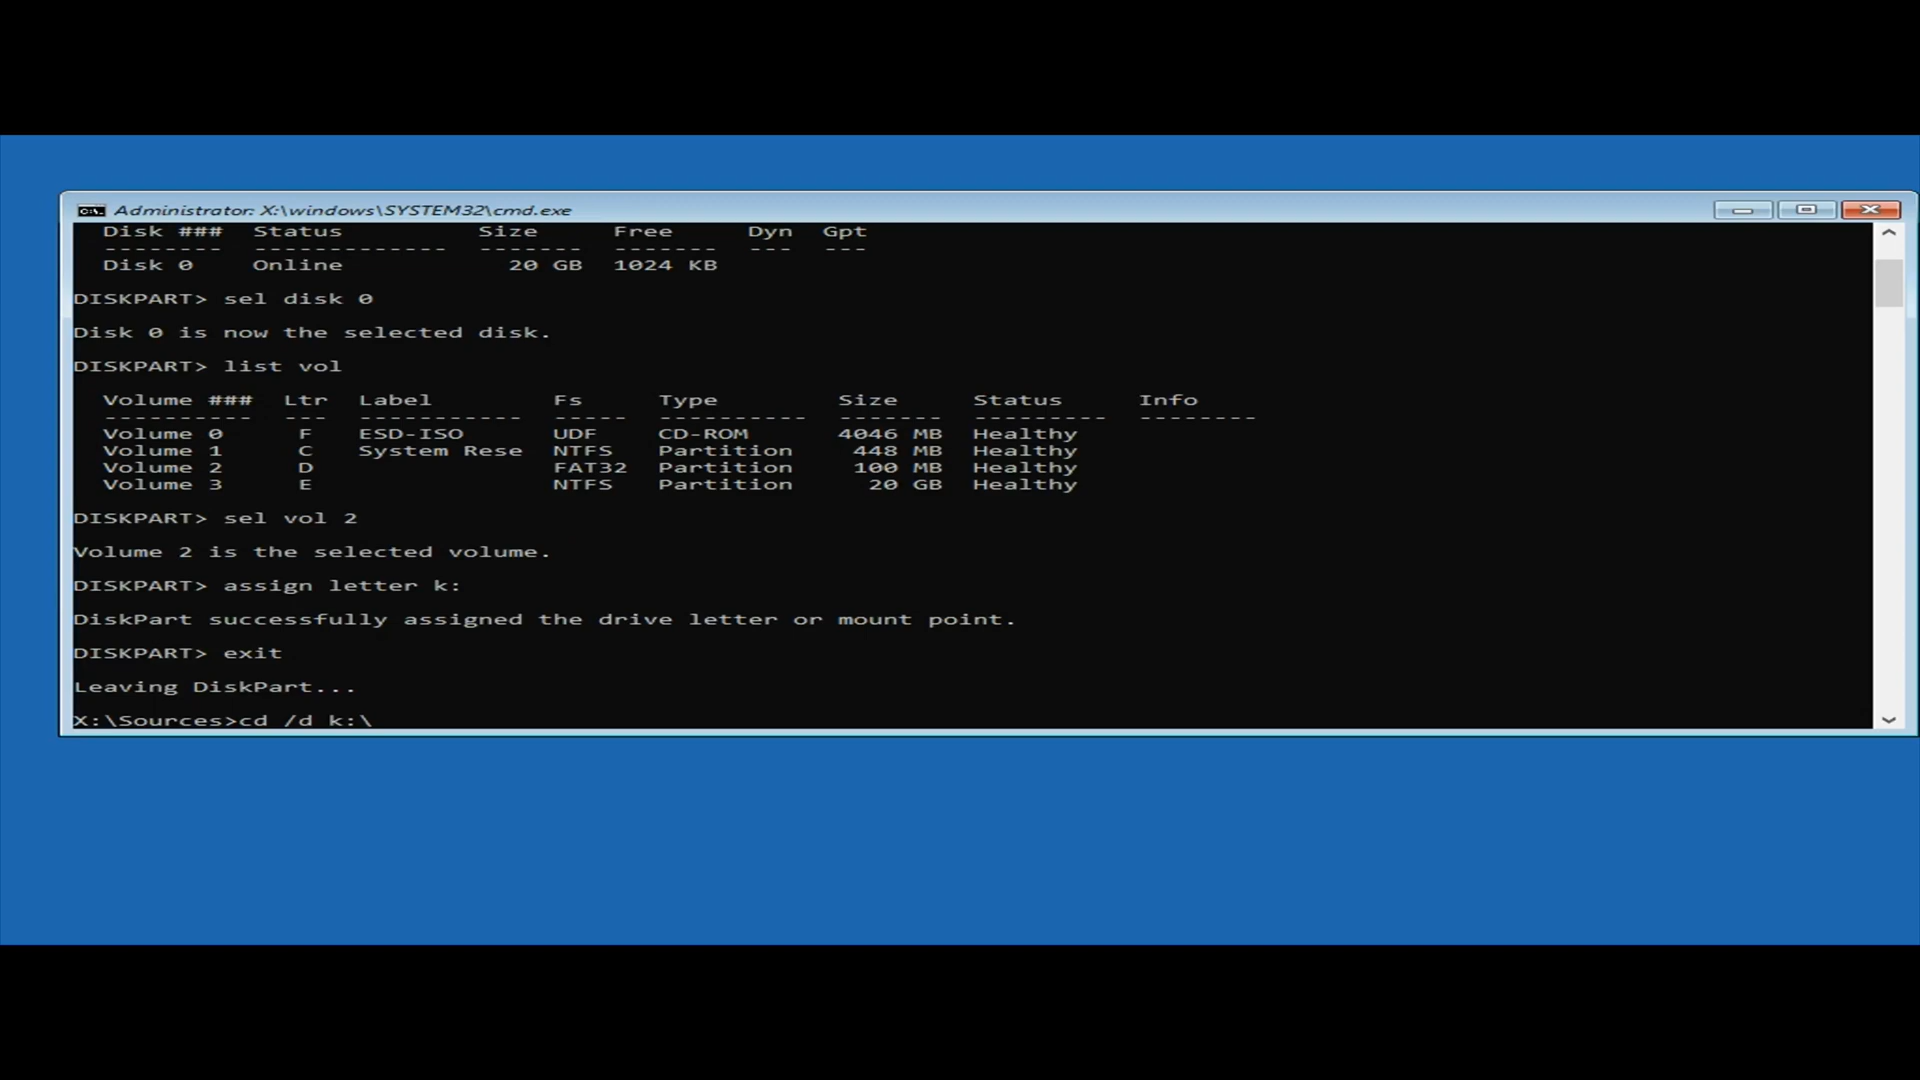 Administrator: X:\windows\SYSTEM32\cmd.exe
Disk ###  Status         Size     Free     Dyn  Gpt
--------  -------------  -------  -------  ---  ---
Disk 0    Online           20 GB  1024 KB
DISKPART> sel disk 0
Disk 0 is now the selected disk.
DISKPART> list vol
Volume ###  Ltr  Label        Fs     Type        Size     Status     Info
----------  ---  -----------  -----  ----------  -------  ---------  --------
Volume 0     F   ESD-ISO      UDF    CD-ROM      4046 MB  Healthy
Volume 1     C   System Rese  NTFS   Partition    448 MB  Healthy
Volume 2     D                FAT32  Partition    100 MB  Healthy
Volume 3     E                NTFS   Partition     20 GB  Healthy
DISKPART> sel vol 2
Volume 2 is the selected volume.
DISKPART> assign letter k:
DiskPart successfully assigned the drive letter or mount point.
DISKPART> exit
Leaving DiskPart...
X:\Sources>cd /d k:\